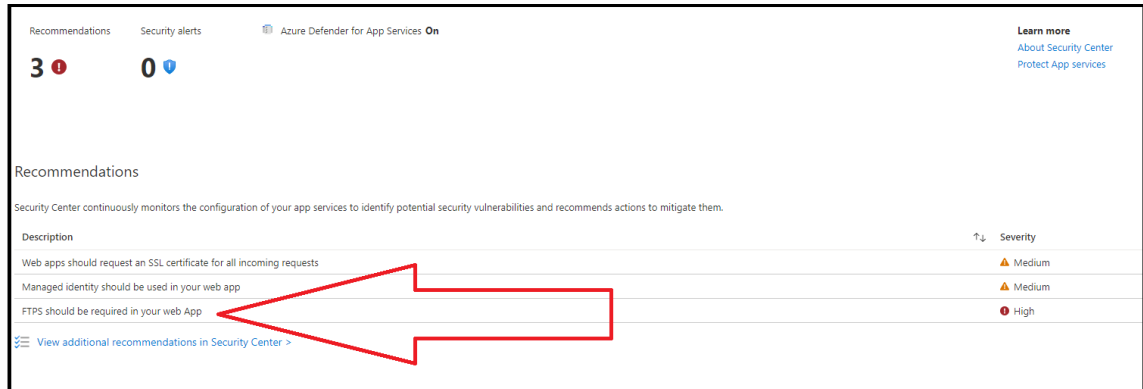 Recommendations
3
Security alerts
0
Azure Defender for App Services On
Learn more
About Security Center
Protect App services
Recommendations
Security Center continuously monitors the configuration of your app services to identify potential security vulnerabilities and recommends actions to mitigate them.
Description ↑↓ Severity
Web apps should request an SSL certificate for all incoming requests Medium
Managed identity should be used in your web app Medium
FTPS should be required in your web App High
View additional recommendations in Security Center >